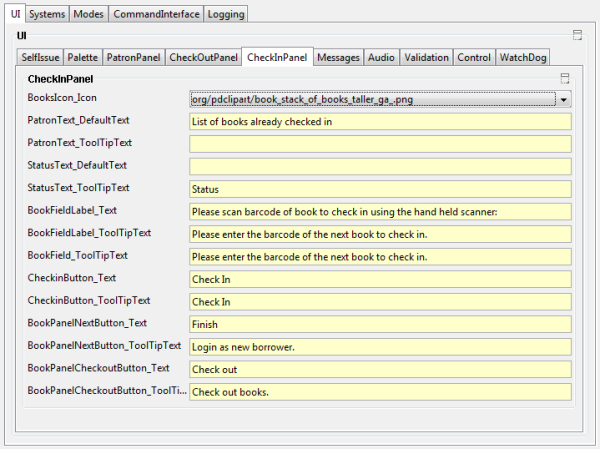 UI Systems Modes CommandInterface Logging
UI
SelfIssue Palette PatronPanel CheckOutPanel CheckInPanel Messages Audio Validation Control WatchDog
CheckInPanel
BooksIcon_Icon org/pdclipart/book_stack_of_books_taller_ga_.png
PatronText_DefaultText List of books already checked in
PatronText_ToolTipText
StatusText_DefaultText
StatusText_ToolTipText Status
BookFieldLabel_Text Please scan barcode of book to check in using the hand held scanner:
BookFieldLabel_ToolTipText Please enter the barcode of the next book to check in.
BookField_ToolTipText Please enter the barcode of the next book to check in.
CheckinButton_Text Check In
CheckinButton_ToolTipText Check In
BookPanelNextButton_Text Finish
BookPanelNextButton_ToolTipText Login as new borrower.
BookPanelCheckoutButton_Text Check out
BookPanelCheckoutButton_ToolTi... Check out books.